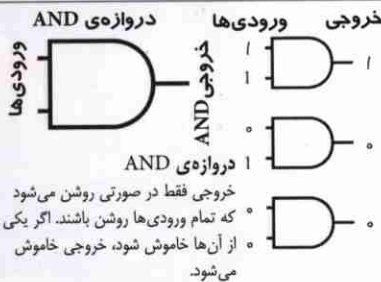 خروجی ورودی‌ها دروازه‌ی AND
ورودی‌ها
خروجی AND
۱ ۱
۱
۰ ۰
۱
۰ ۰
۰
دروازه‌ی AND
خروجی فقط در صورتی روشن می‌شود
که تمام ورودی‌ها روشن باشند. اگر یکی
از آن‌ها خاموش شود، خروجی خاموش
می‌شود.